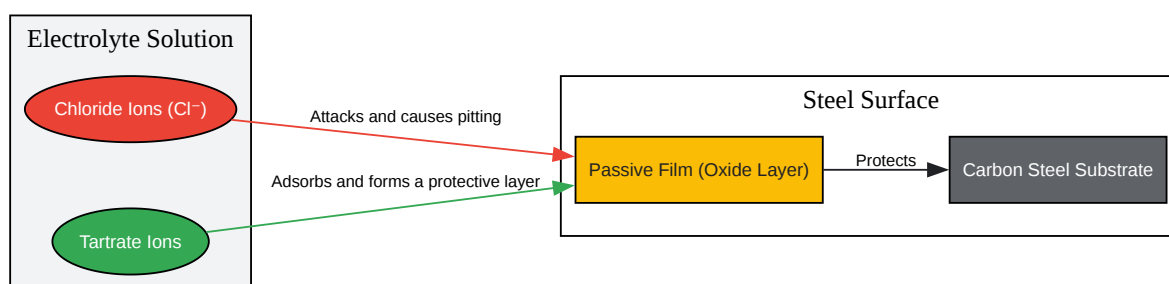 Electrolyte Solution
Chloride Ions (Cl⁻)
Attacks and causes pitting
Steel Surface
Passive Film (Oxide Layer)
Protects
Carbon Steel Substrate
Adsorbs and forms a protective layer
Tartrate Ions